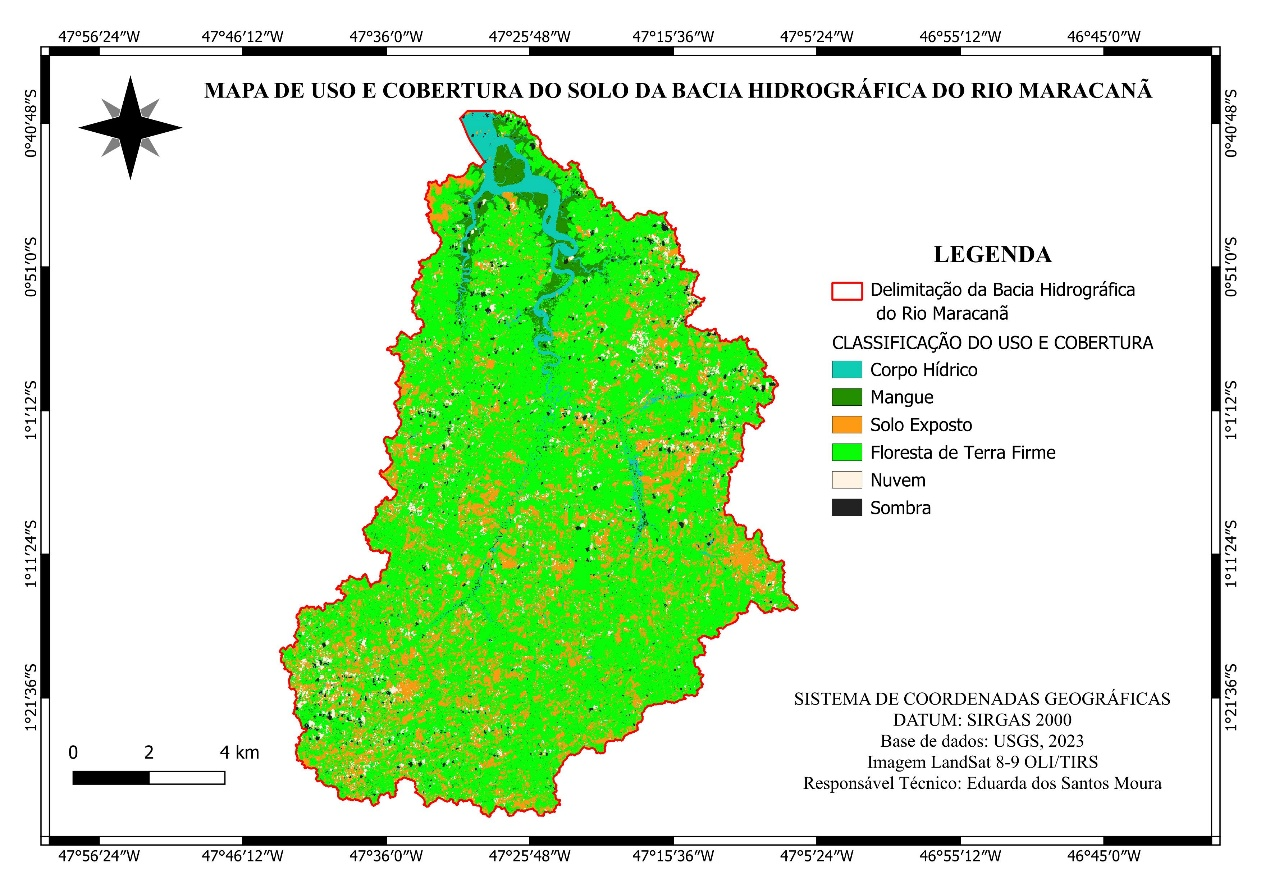 47°56′24″W 47°46′12″W 47°36′0″W 47°25′48″W 47°15′36″W 47°5′24″W 46°55′12″W 46°45′0″W
MAPA DE USO E COBERTURA DO SOLO DA BACIA HIDROGRÁFICA DO RIO MARACANÃ
0°40′48″S 0°40′48″S
0°51′0″S 0°51′0″S
1°1′12″S 1°1′12″S
1°11′24″S 1°11′24″S
1°21′36″S 1°21′36″S
LEGENDA
Delimitação da Bacia Hidrográfica
do Rio Maracanã
CLASSIFICAÇÃO DO USO E COBERTURA
Corpo Hídrico
Mangue
Solo Exposto
Floresta de Terra Firme
Nuvem
Sombra
SISTEMA DE COORDENADAS GEOGRÁFICAS
DATUM: SIRGAS 2000
Base de dados: USGS, 2023
Imagem LandSat 8-9 OLI/TIRS
Responsável Técnico: Eduarda dos Santos Moura
0 2 4 km
47°56′24″W 47°46′12″W 47°36′0″W 47°25′48″W 47°15′36″W 47°5′24″W 46°55′12″W 46°45′0″W